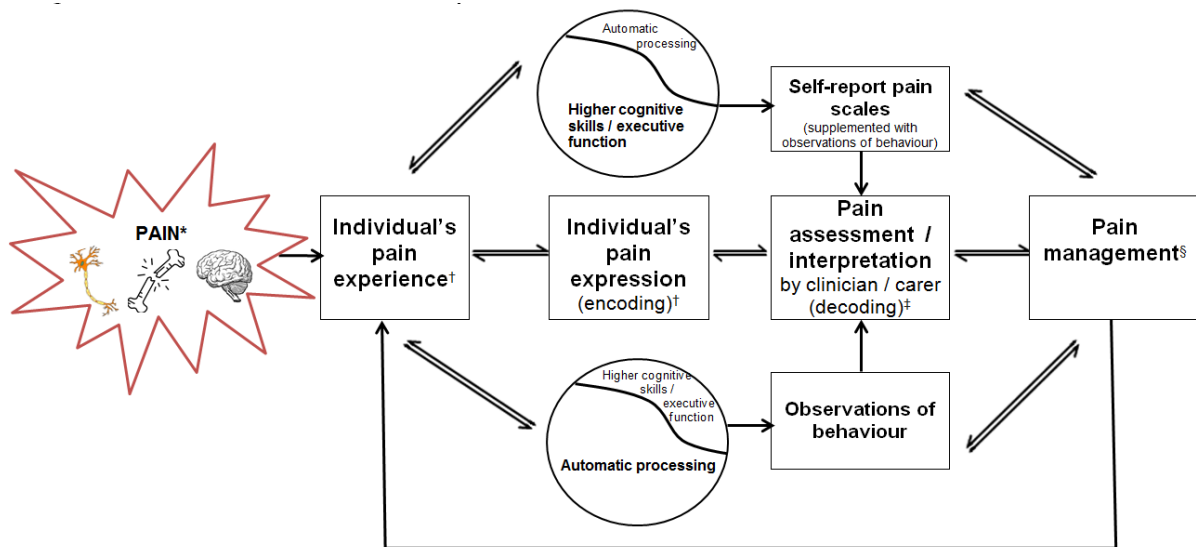 Automatic
processing
Higher cognitive
skills / executive
function
Self-report pain
scales
(supplemented with
observations of behaviour)
PAIN*
Individual's
pain
experience†
Individual's
pain
expression
(encoding)†
Pain
assessment /
interpretation
by clinician / carer
(decoding)‡
Pain
management§
Higher cognitive
skills /
executive
function
Automatic processing
Observations of
behaviour